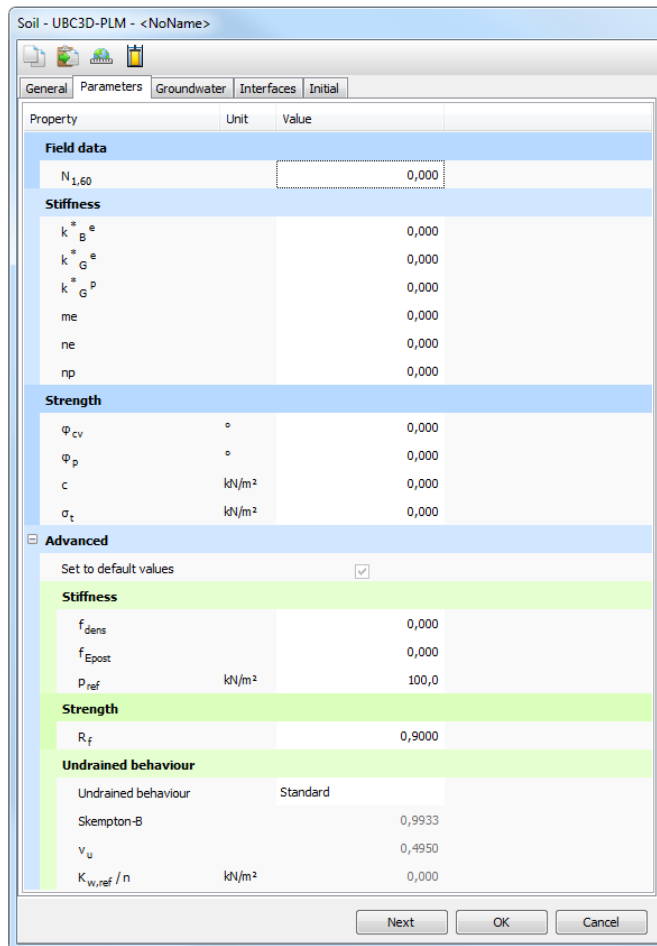 Soil - UBC3D-PLM - <NoName>
General Parameters Groundwater Interfaces Initial
Property Unit Value
Field data
N1,60 0,000
Stiffness
k*Be 0,000
k*Ge 0,000
k*Gp 0,000
me 0,000
ne 0,000
np 0,000
Strength
φcv ° 0,000
φp ° 0,000
c kN/m² 0,000
σt kN/m² 0,000
Advanced
Set to default values
Stiffness
fdens 0,000
fEpost 0,000
pref kN/m² 100,0
Strength
Rf 0,9000
Undrained behaviour
Undrained behaviour Standard
Skempton-B 0,9933
νu 0,4950
Kw,ref / n kN/m² 0,000
Next OK Cancel